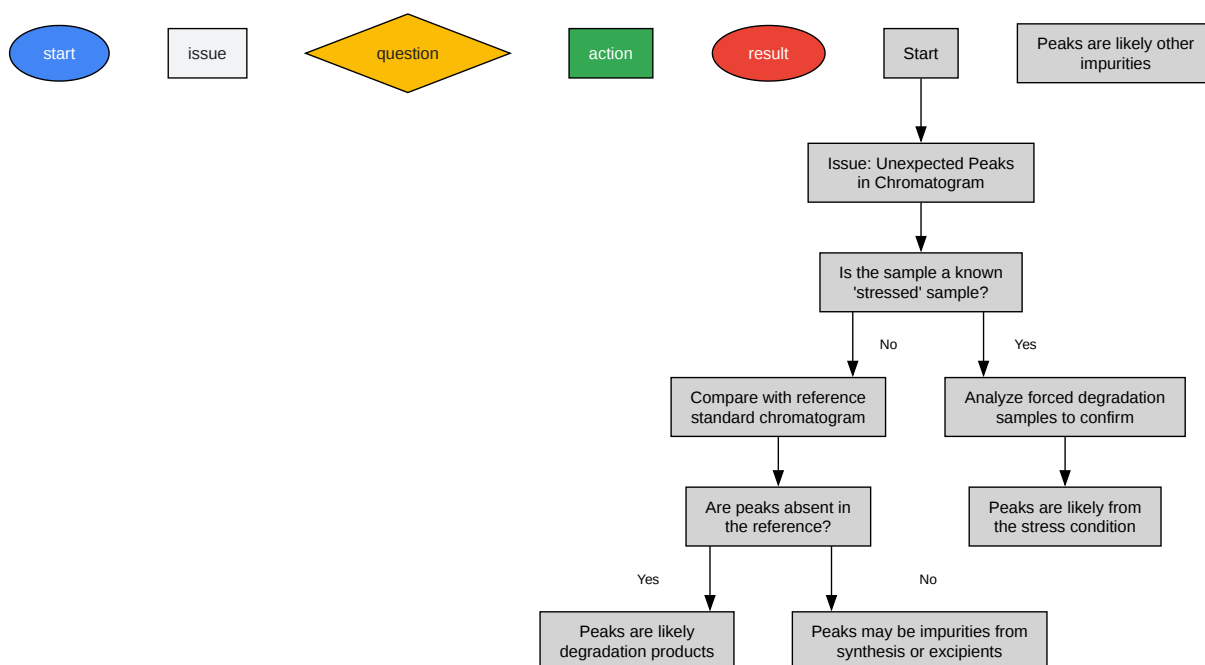 start
issue
question
action
result
Start
Peaks are likely other
impurities
Issue: Unexpected Peaks
in Chromatogram
Is the sample a known
'stressed' sample?
No
Yes
Compare with reference
standard chromatogram
Analyze forced degradation
samples to confirm
Are peaks absent in
the reference?
Peaks are likely from
the stress condition
Yes
No
Peaks are likely
degradation products
Peaks may be impurities from
synthesis or excipients